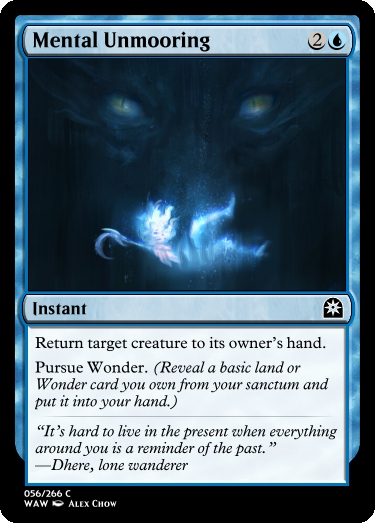 Mental Unmooring 2
Instant
Return target creature to its owner's hand.
Pursue Wonder. (Reveal a basic land or
Wonder card you own from your sanctum and
put it into your hand.)
"It's hard to live in the present when everything
around you is a reminder of the past."
—Dhere, lone wanderer
056/266 C
WAW Alex Chow